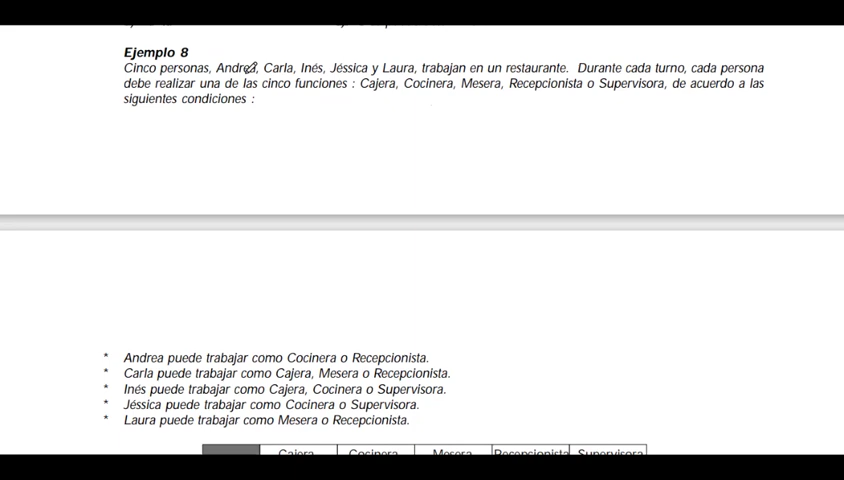 Ejemplo 8
Cinco personas, Andrea, Carla, Inés, Jéssica y Laura, trabajan en un restaurante. Durante cada turno, cada persona
debe realizar una de las cinco funciones : Cajera, Cocinera, Mesera, Recepcionista o Supervisora, de acuerdo a las
siguientes condiciones :
* Andrea puede trabajar como Cocinera o Recepcionista.
* Carla puede trabajar como Cajera, Mesera o Recepcionista.
* Inés puede trabajar como Cajera, Cocinera o Supervisora.
* Jéssica puede trabajar como Cocinera o Supervisora.
* Laura puede trabajar como Mesera o Recepcionista.
Cajera Cocinera Mesera Recepcionista Supervisora